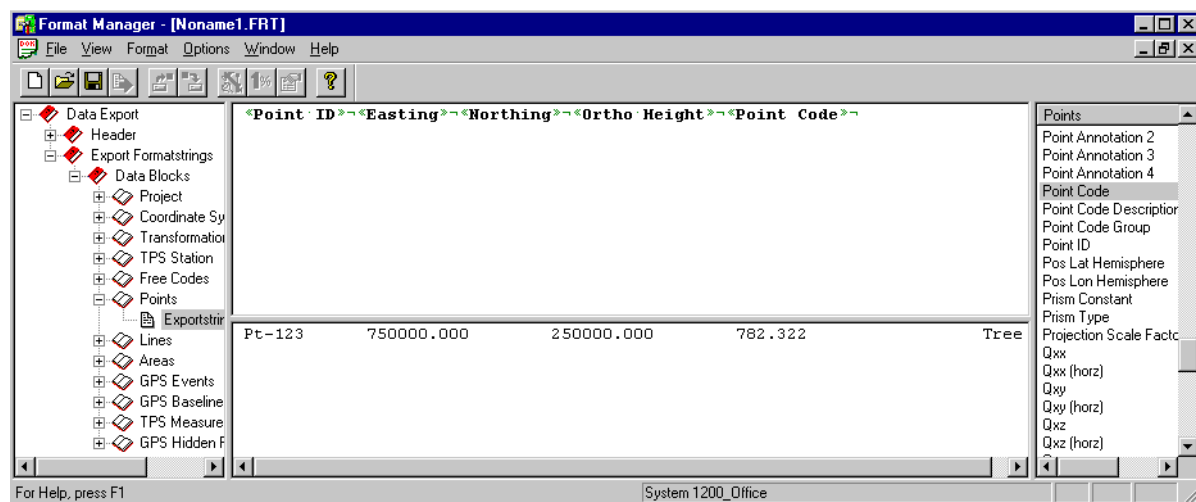 Format Manager - [Noname1.FRT]
File View Format Options Window Help
1%
?
Data Export
Header
Export Formatstrings
Data Blocks
Project
Coordinate Sy
Transformation
TPS Station
Free Codes
Points
Exportstrin
Lines
Areas
GPS Events
GPS Baseline
TPS Measure
GPS Hidden P
«Point·ID»¬«Easting»¬«Northing»¬«Ortho·Height»¬«Point Code»¬
Pt-123 750000.000 250000.000 782.322 Tree
Points
Point Annotation 2
Point Annotation 3
Point Annotation 4
Point Code
Point Code Description
Point Code Group
Point ID
Pos Lat Hemisphere
Pos Lon Hemisphere
Prism Constant
Prism Type
Projection Scale Facto
Qxx
Qxx (horz)
Qxy
Qxy (horz)
Qxz
Qxz (horz)
For Help, press F1
System 1200_Office